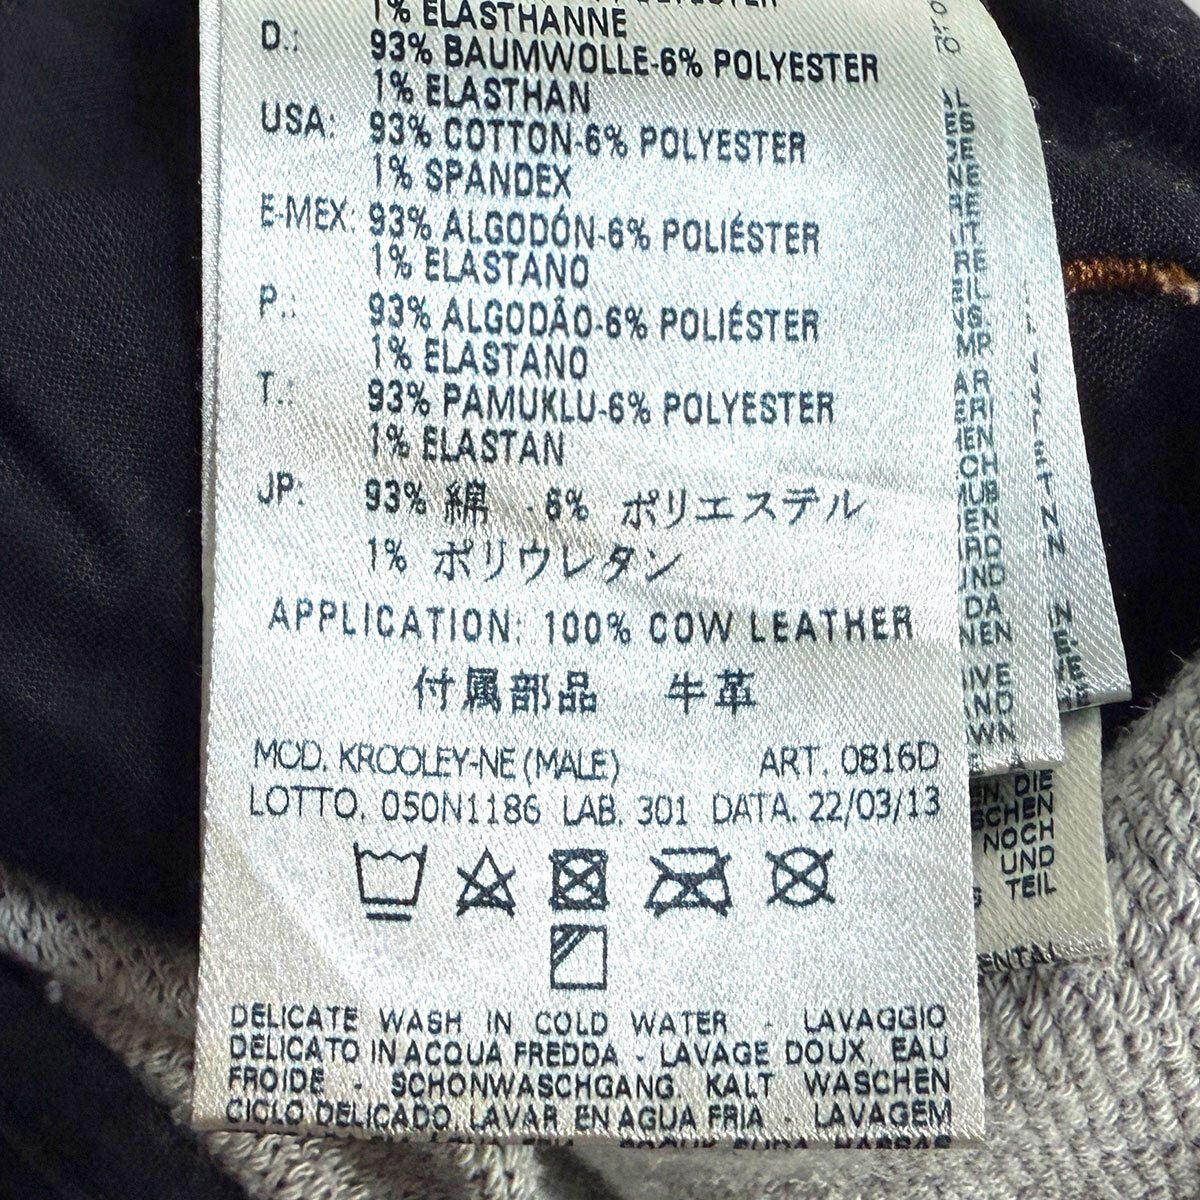 1% ELASTHANNE
D.: 93% BAUMWOLLE-6% POLYESTER
1% ELASTHAN
USA: 93% COTTON-6% POLYESTER
1% SPANDEX
E-MEX: 93% ALGODÓN-6% POLIÉSTER
1% ELASTANO
P.: 93% ALGODÃO-6% POLIÉSTER
1% ELASTANO
T.: 93% PAMUKLU-6% POLYESTER
1% ELASTAN
JP: 93% 綿 - 6% ポリエステル
1% ポリウレタン
APPLICATION: 100% COW LEATHER
付属部品 牛革
MOD. KROOLEY-NE (MALE) ART. 0816D
LOTTO. 050N1186 LAB. 301 DATA. 22/03/13
DELICATE WASH IN COLD WATER - LAVAGGIO
DELICATO IN ACQUA FREDDA - LAVAGE DOUX, EAU
FROIDE - SCHONWASCHGANG KALT WASCHEN
CICLO DELICADO, LAVAR EN AGUA FRIA - LAVAGEM
DIE
NOCH
UND
TEIL